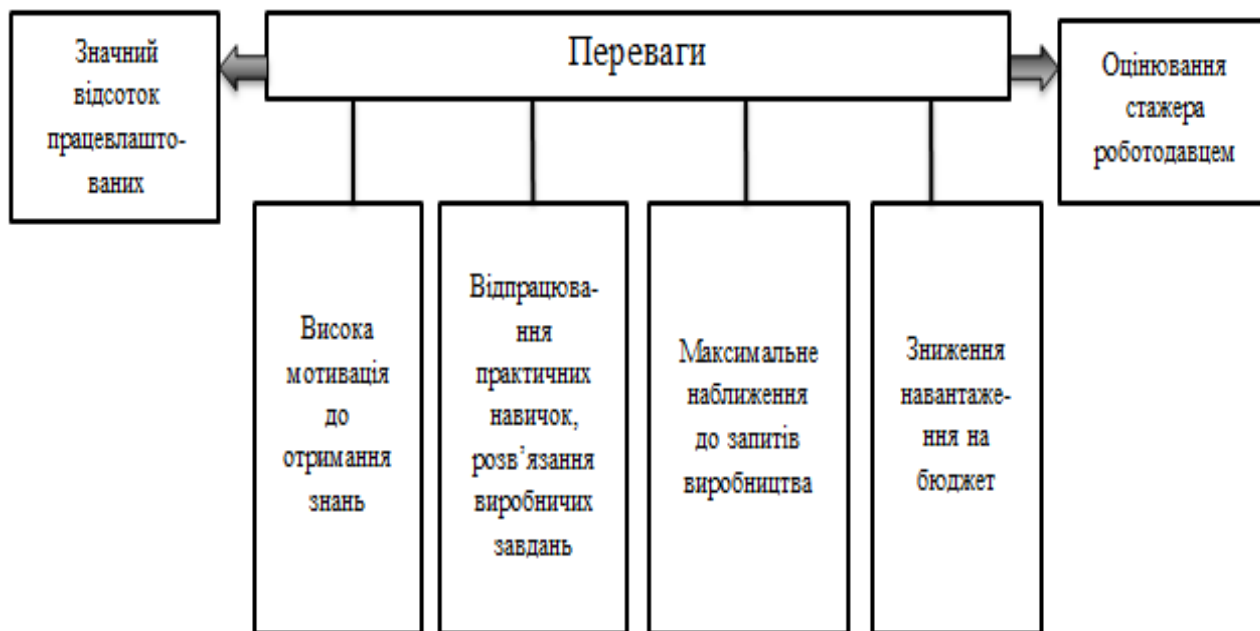 Переваги
Значний
відсоток
працевлашто-
ваних
Оцінювання
стажера
роботодавцем
Висока
мотивація
до
отримання
знань
Відпрацюва-
ння
практичних
навичок,
розв’язання
виробничих
завдань
Максимальне
наближення
до запитів
виробництва
Зниження
навантаже-
ння на
бюджет